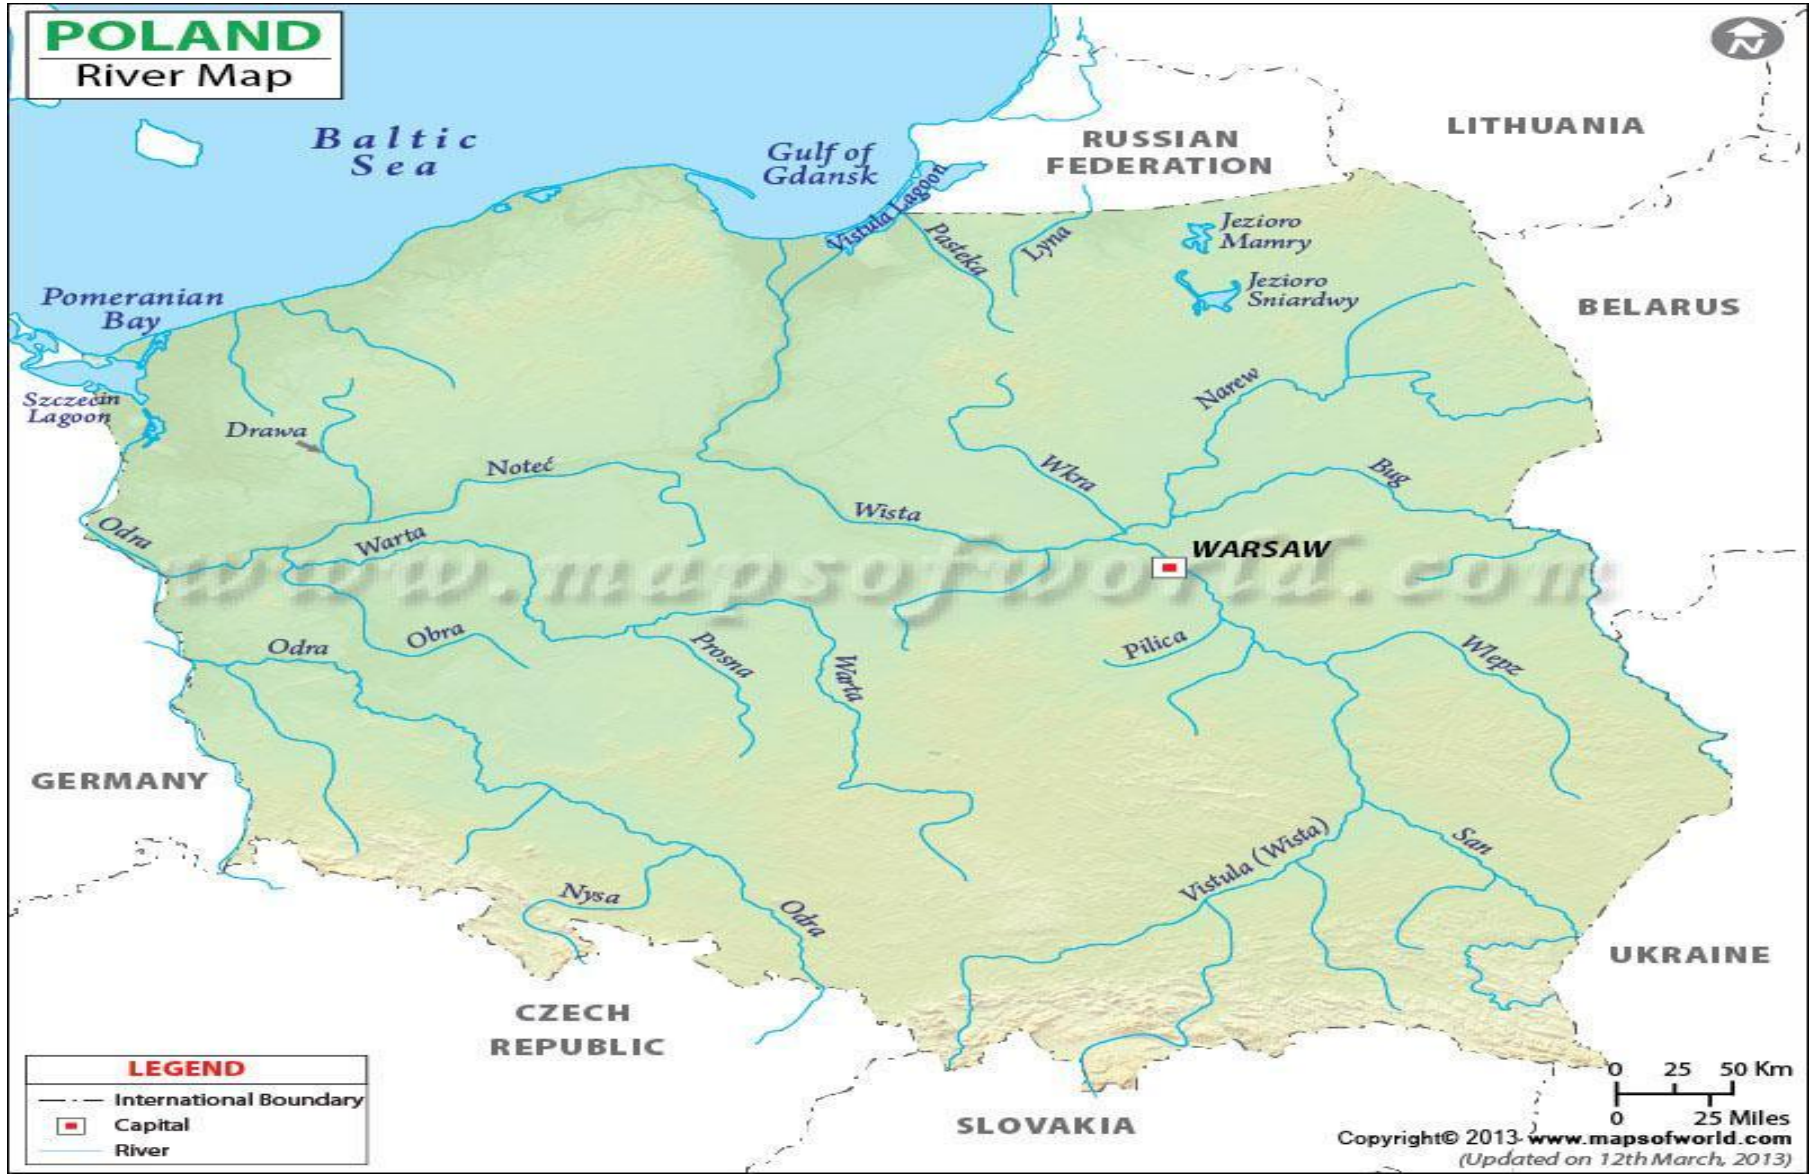 POLAND
River Map
N
LITHUANIA
RUSSIAN
FEDERATION
Baltic
Sea
Gulf of
Gdansk
Vistula Lagoon
Pasteka
Lyna
Jezioro
Mamry
Jezioro
Sniardwy
BELARUS
Pomeranian
Bay
Szczecin
Lagoon
Drawa
Narew
Noteć
Wkra
Bug
Wista
Odra
Warta
WARSAW
www.mapsofworld.com
Odra
Obra
Prosna
Warta
Pilica
Wlepz
GERMANY
San
Vistula (Wista)
Nysa
Odra
UKRAINE
CZECH
REPUBLIC
SLOVAKIA
LEGEND
International Boundary
Capital
River
0 25 50 Km
0 25 Miles
Copyright© 2013 www.mapsofworld.com
(Updated on 12th March, 2013)